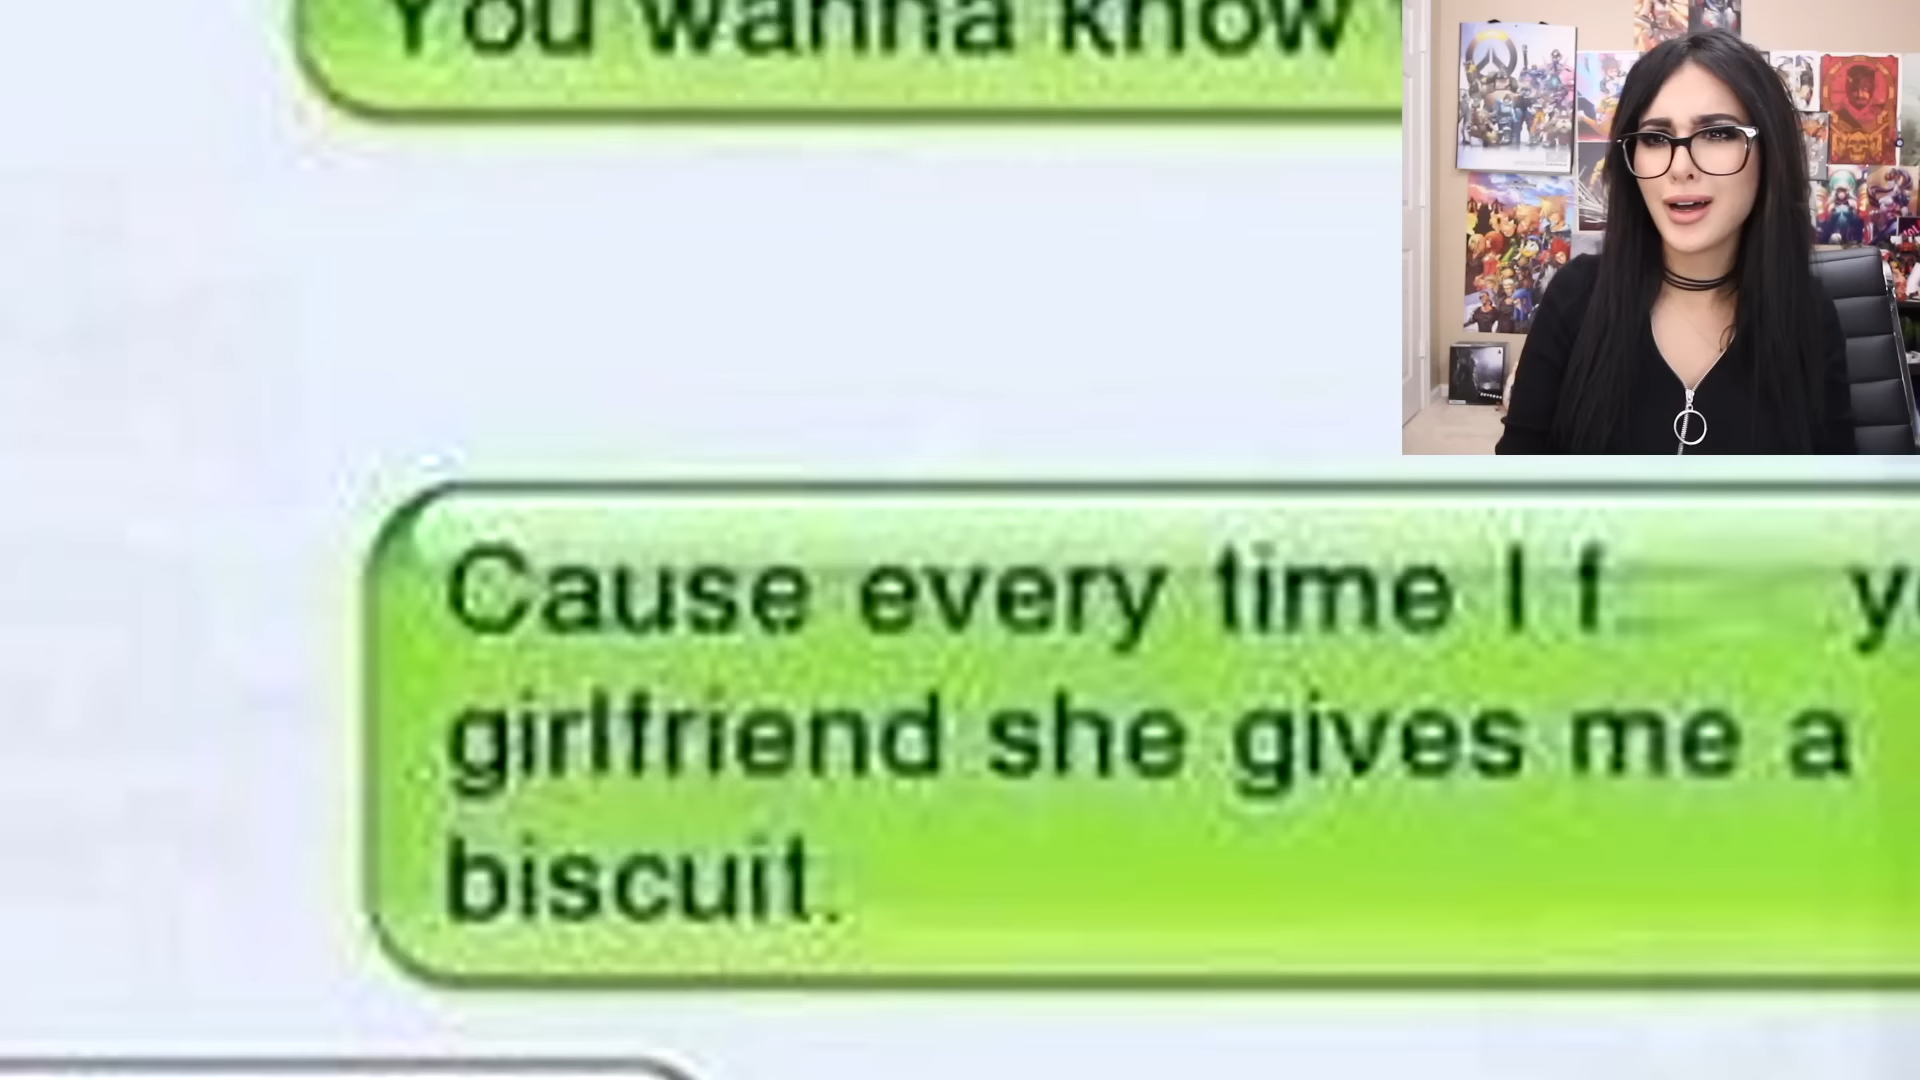 You wanna know
Cause every time I f
girlfriend she gives me a
biscuit.